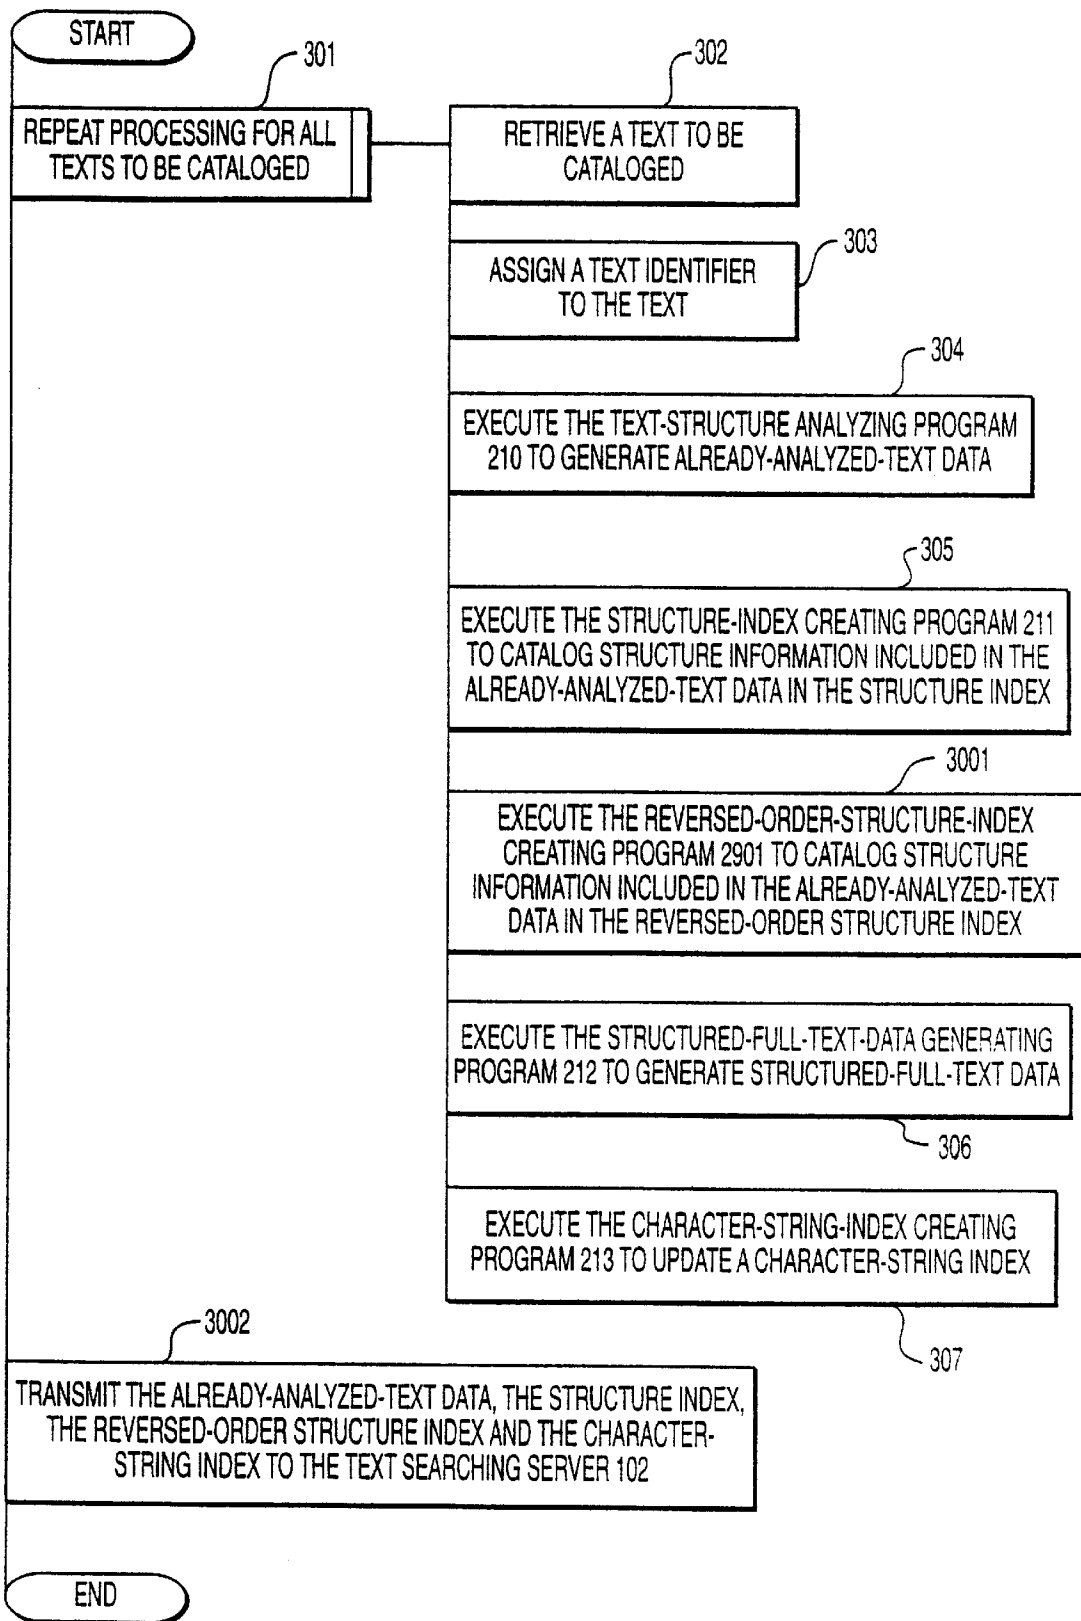 START
301
REPEAT PROCESSING FOR ALL
TEXTS TO BE CATALOGED
302
RETRIEVE A TEXT TO BE
CATALOGED
303
ASSIGN A TEXT IDENTIFIER
TO THE TEXT
304
EXECUTE THE TEXT-STRUCTURE ANALYZING PROGRAM
210 TO GENERATE ALREADY-ANALYZED-TEXT DATA
305
EXECUTE THE STRUCTURE-INDEX CREATING PROGRAM 211
TO CATALOG STRUCTURE INFORMATION INCLUDED IN THE
ALREADY-ANALYZED-TEXT DATA IN THE STRUCTURE INDEX
3001
EXECUTE THE REVERSED-ORDER-STRUCTURE-INDEX
CREATING PROGRAM 2901 TO CATALOG STRUCTURE
INFORMATION INCLUDED IN THE ALREADY-ANALYZED-TEXT
DATA IN THE REVERSED-ORDER STRUCTURE INDEX
EXECUTE THE STRUCTURED-FULL-TEXT-DATA GENERATING
PROGRAM 212 TO GENERATE STRUCTURED-FULL-TEXT DATA
306
EXECUTE THE CHARACTER-STRING-INDEX CREATING
PROGRAM 213 TO UPDATE A CHARACTER-STRING INDEX
307
3002
TRANSMIT THE ALREADY-ANALYZED-TEXT DATA, THE STRUCTURE INDEX,
THE REVERSED-ORDER STRUCTURE INDEX AND THE CHARACTER-
STRING INDEX TO THE TEXT SEARCHING SERVER 102
END